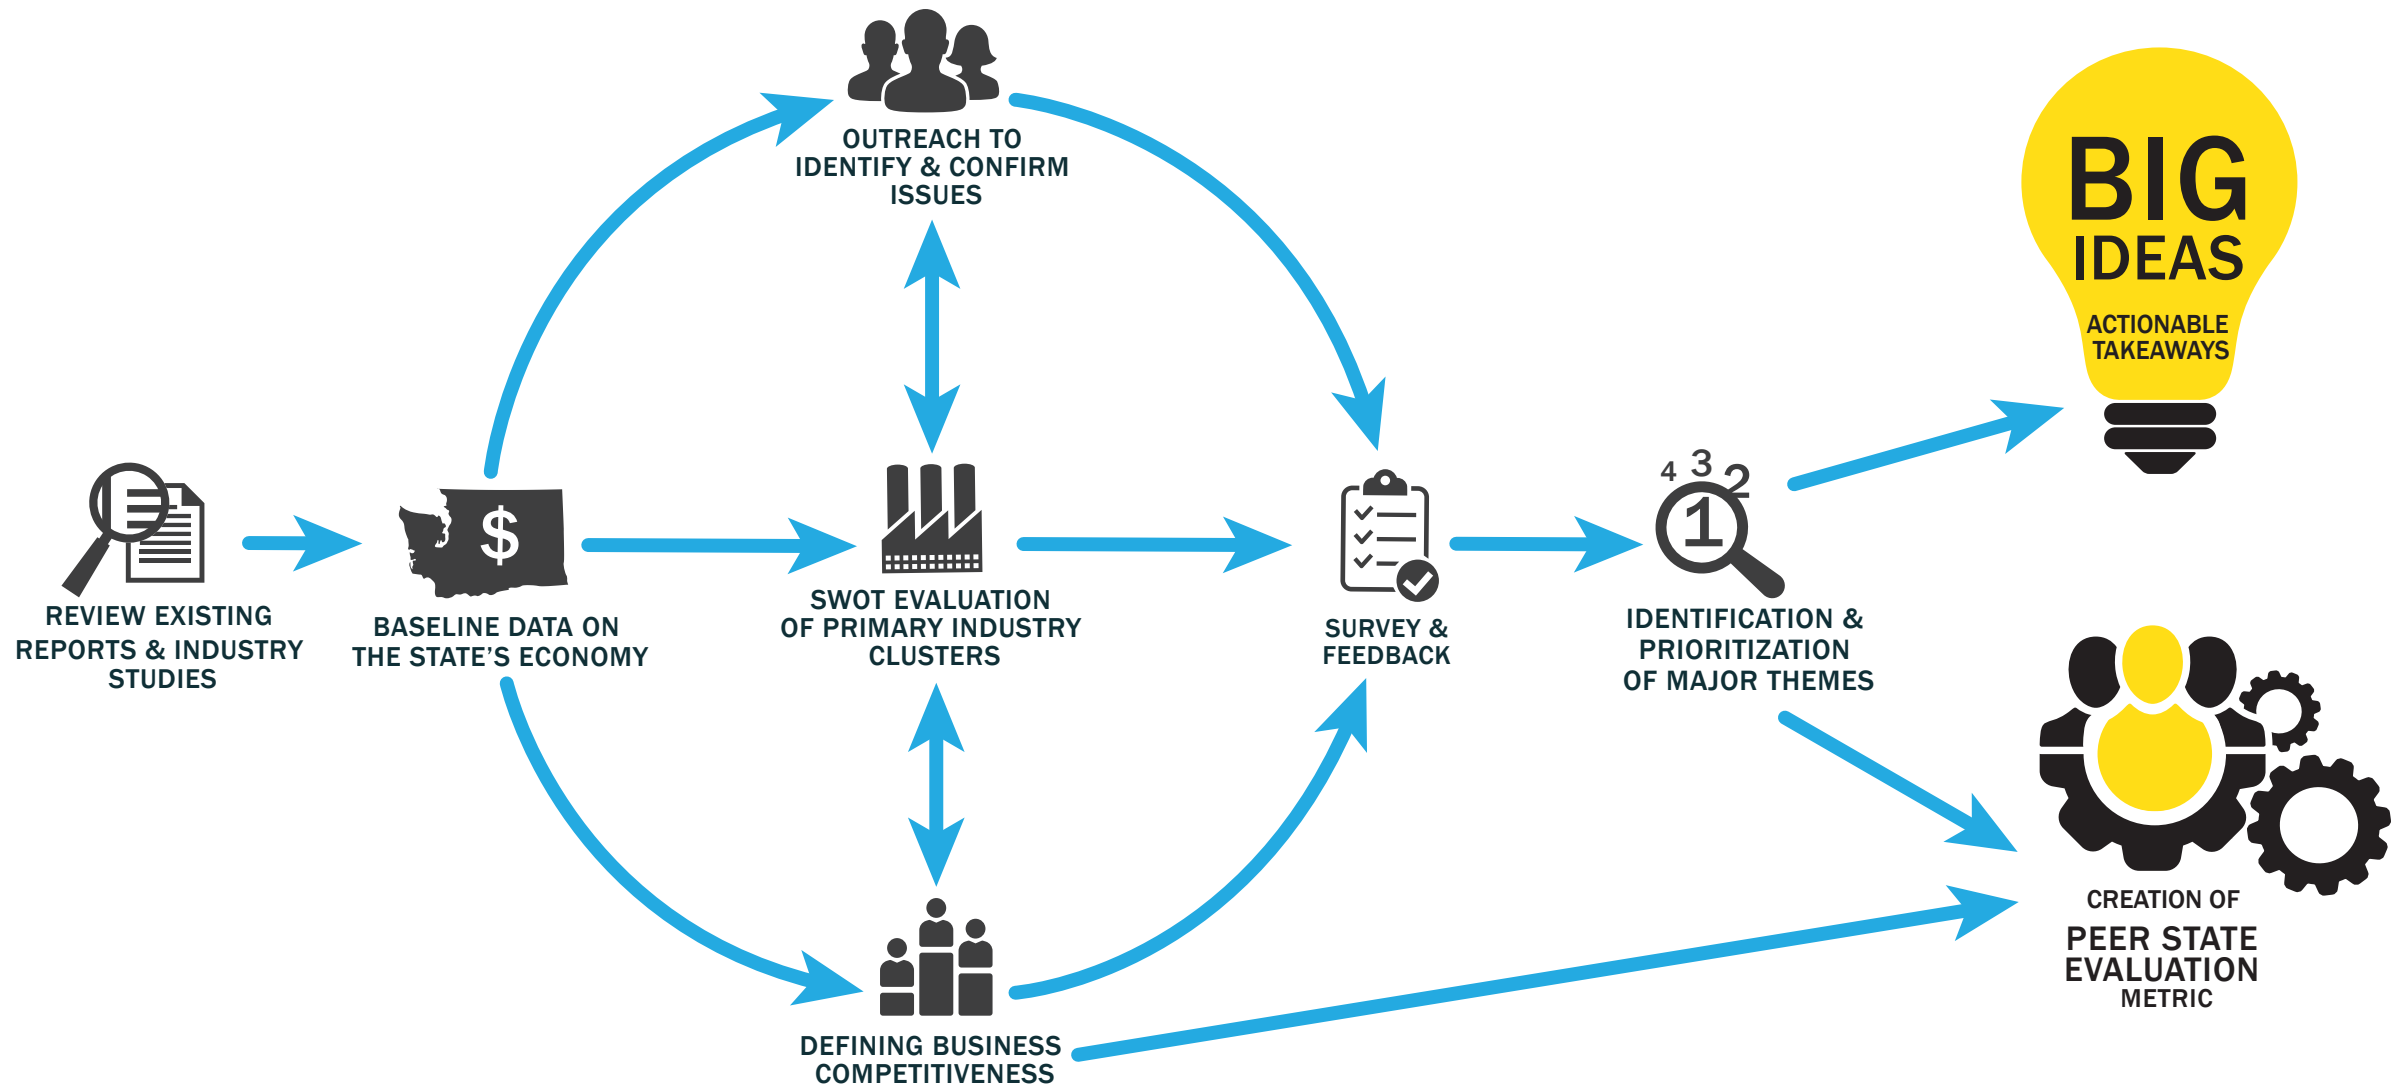 OUTREACH TO
IDENTIFY & CONFIRM
ISSUES
BIG
IDEAS
ACTIONABLE
TAKEAWAYS
REVIEW EXISTING
REPORTS & INDUSTRY
STUDIES
$
BASELINE DATA ON
THE STATE'S ECONOMY
SWOT EVALUATION
OF PRIMARY INDUSTRY
CLUSTERS
SURVEY &
FEEDBACK
4 3 2
1
IDENTIFICATION &
PRIORITIZATION
OF MAJOR THEMES
CREATION OF
PEER STATE
EVALUATION
METRIC
DEFINING BUSINESS
COMPETITIVENESS